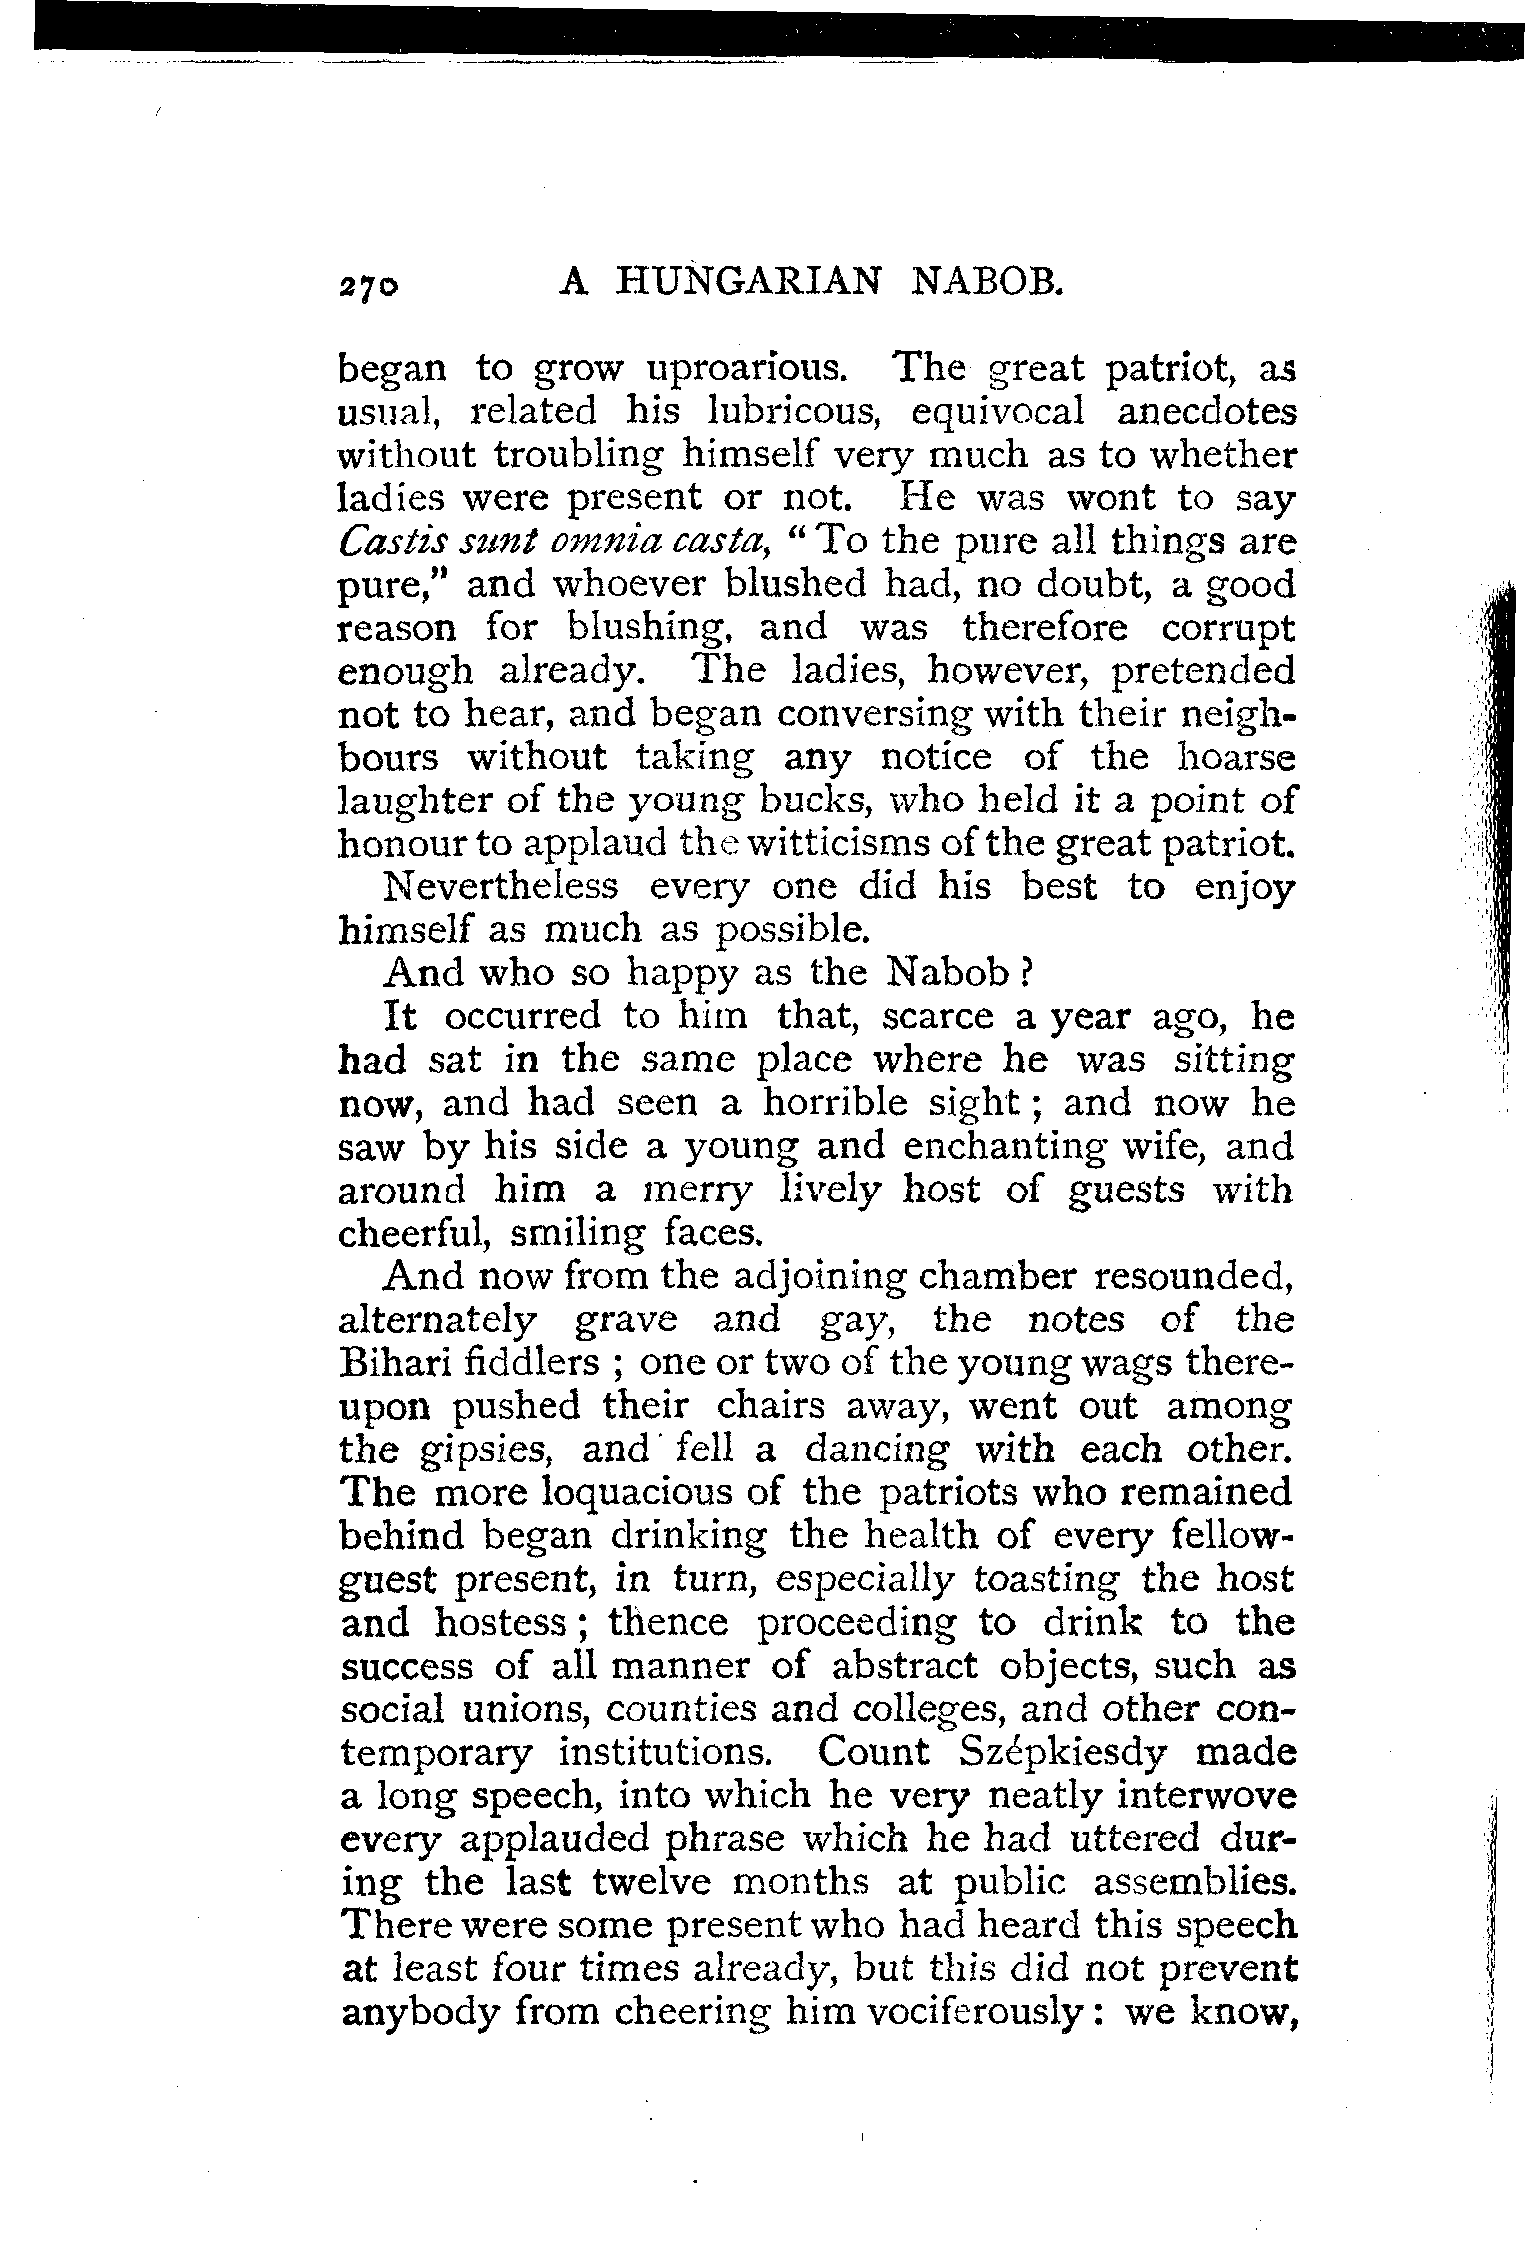 270 A HUNGARIAN NABOB.
began to grow uproarious. The great patriot, as
usual, related his lubricous, equivocal anecdotes
without troubling himself very much as to whether
ladies were present or not. He was wont to say
Castis sunt omnia casta, “To the pure all things are
pure,” and whoever blushed had, no doubt, a good
reason for blushing, and was therefore corrupt
enough already. The ladies, however, pretended
not to hear, and began conversing with their neigh-
bours without taking any notice of the hoarse
laughter of the young bucks, who held it a point of
honour to applaud the witticisms of the great patriot.
Nevertheless every one did his best to enjoy
himself as much as possible.
And who so happy as the Nabob ?
It occurred to him that, scarce a year ago, he
had sat in the same place where he was sitting
now, and had seen a horrible sight ; and now he
saw by his side a young and enchanting wife, and
around him a merry lively host of guests with
cheerful, smiling faces.
And now from the adjoining chamber resounded,
alternately grave and gay, the notes of the
Bihari fiddlers ; one or two of the young wags there-
upon pushed their chairs away, went out among
the gipsies, and fell a dancing with each other.
The more loquacious of the patriots who remained
behind began drinking the health of every fellow-
guest present, in turn, especially toasting the host
and hostess ; thence proceeding to drink to the
success of all manner of abstract objects, such as
social unions, counties and colleges, and other con-
temporary institutions. Count Szépkiesdy made
a long speech, into which he very neatly interwove
every applauded phrase which he had uttered dur-
ing the last twelve months at public assemblies.
There were some present who had heard this speech
at least four times already, but this did not prevent
anybody from cheering him vociferously : we know,